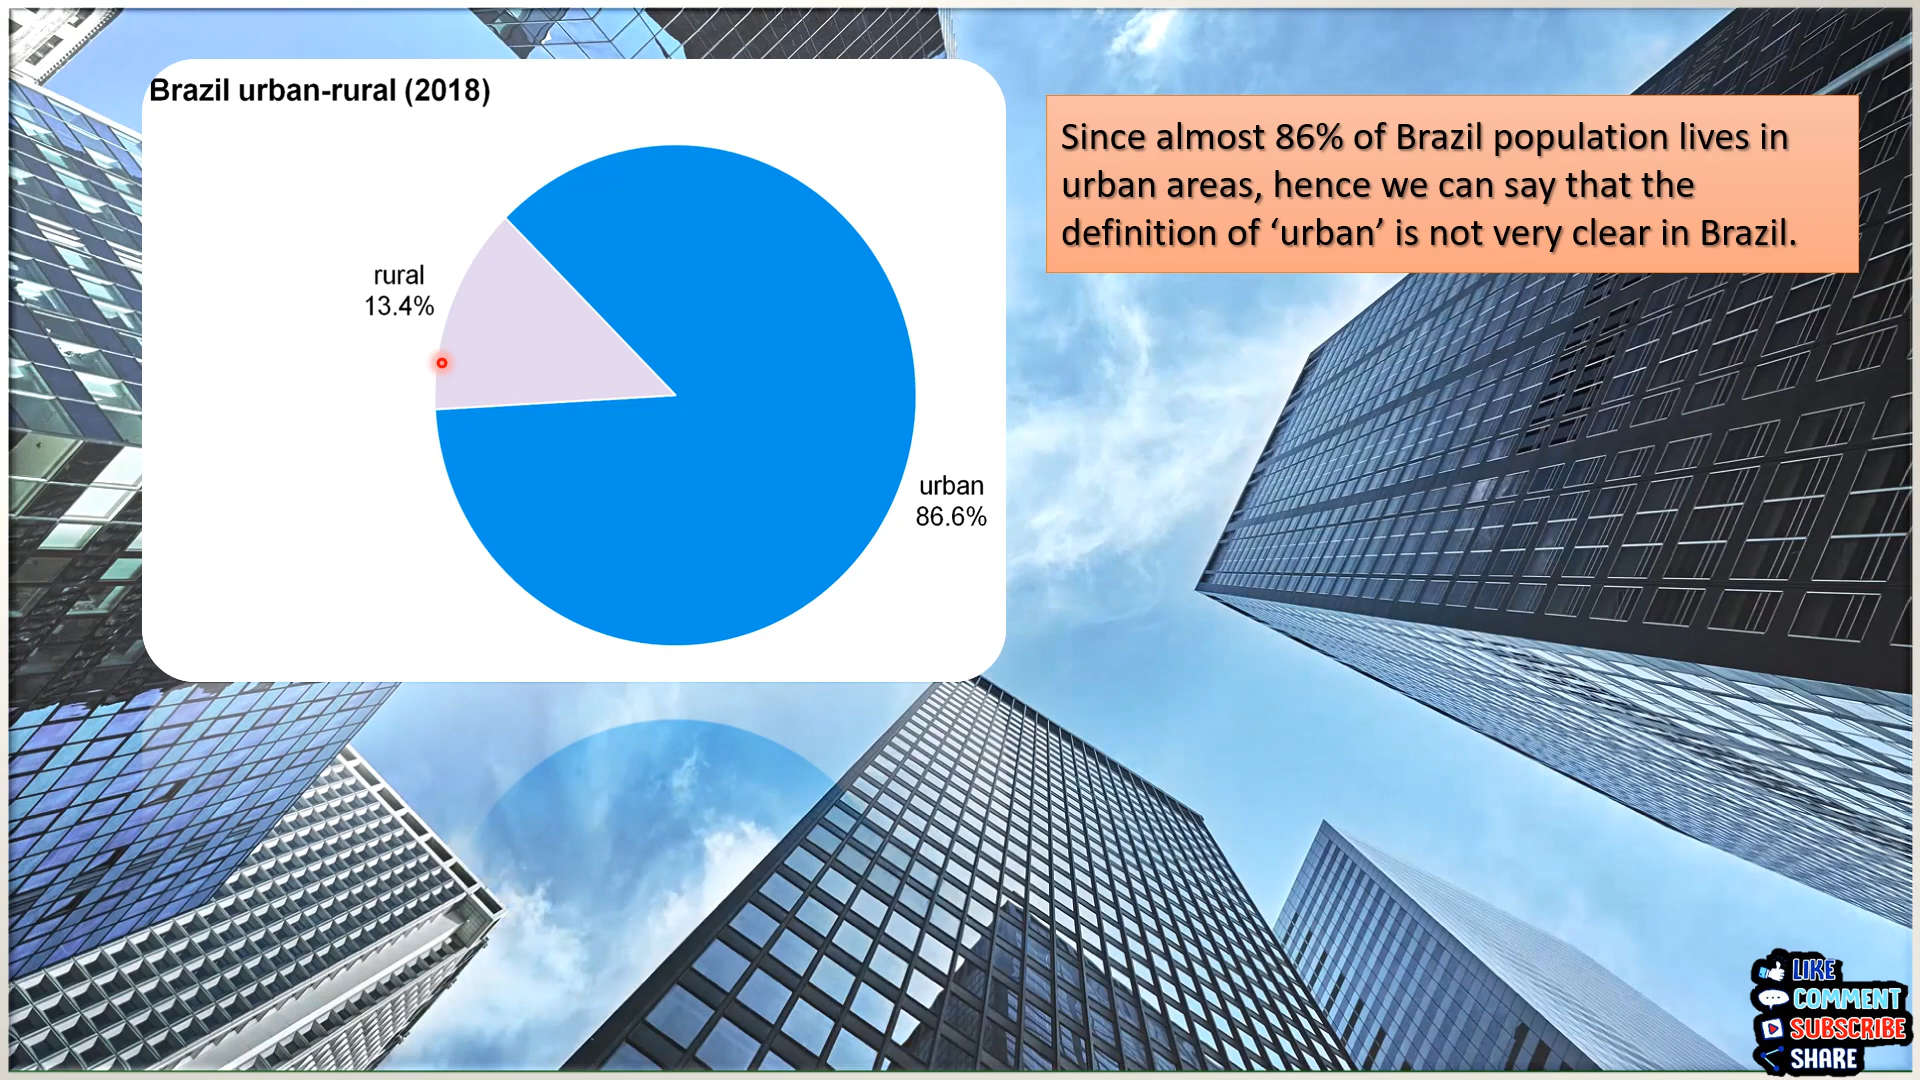 Brazil urban-rural (2018)
rural
13.4%
urban
86.6%
Since almost 86% of Brazil population lives in
urban areas, hence we can say that the
definition of ‘urban’ is not very clear in Brazil.
LIKE
COMMENT
SUBSCRIBE
SHARE